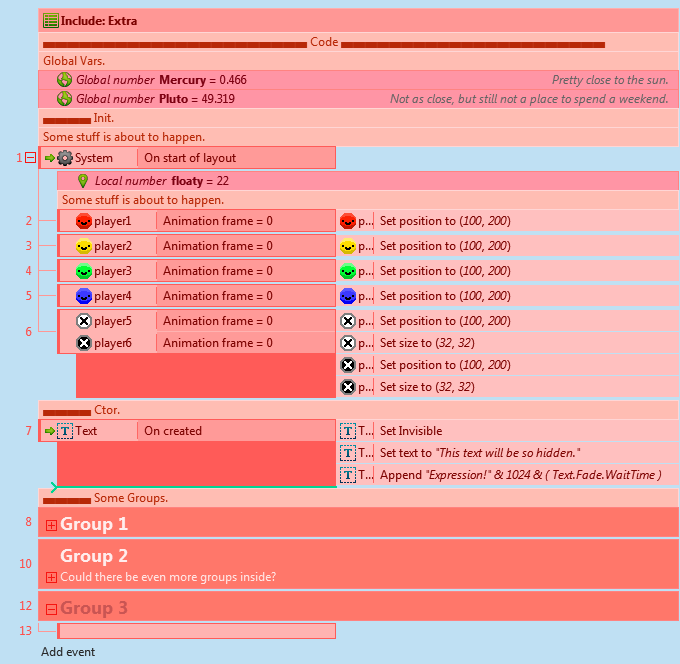 Include: Extra
Code
Global Vars.
Global number Mercury = 0.466 Pretty close to the sun.
Global number Pluto = 49.319 Not as close, but still not a place to spend a weekend.
Init.
Some stuff is about to happen.
1 System On start of layout
Local number floaty = 22
Some stuff is about to happen.
2 player1 Animation frame = 0 p... Set position to (100, 200)
3 player2 Animation frame = 0 p... Set position to (100, 200)
4 player3 Animation frame = 0 p... Set position to (100, 200)
5 player4 Animation frame = 0 p... Set position to (100, 200)
player5 Animation frame = 0 p... Set position to (100, 200)
6 player6 Animation frame = 0 p... Set size to (32, 32)
p... Set position to (100, 200)
p... Set size to (32, 32)
Ctor.
7 T Text On created T T... Set Invisible
T T... Set text to "This text will be so hidden."
T T... Append "Expression!" & 1024 & ( Text.Fade.WaitTime )
Some Groups.
8 Group 1
Group 2
10 Could there be even more groups inside?
12 Group 3
13
Add event